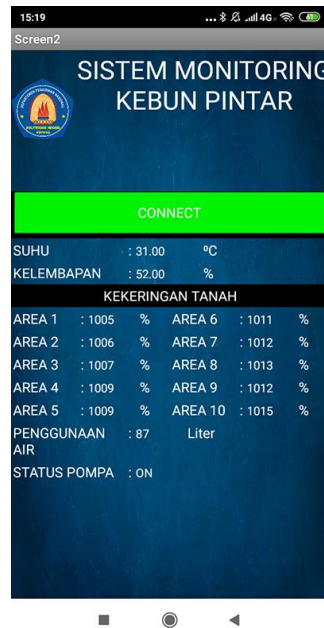 15:19
... 4G 41
Screen2
SISTEM MONITORING
KEBUN PINTAR
CONNECT
SUHU : 31.00 ºC
KELEMBAPAN : 52.00 %
KEKERINGAN TANAH
AREA 1 : 1005 % AREA 6 : 1011 %
AREA 2 : 1006 % AREA 7 : 1012 %
AREA 3 : 1007 % AREA 8 : 1013 %
AREA 4 : 1009 % AREA 9 : 1012 %
AREA 5 : 1009 % AREA 10 : 1015 %
PENGGUNAAN : 87 Liter
AIR
STATUS POMPA : ON